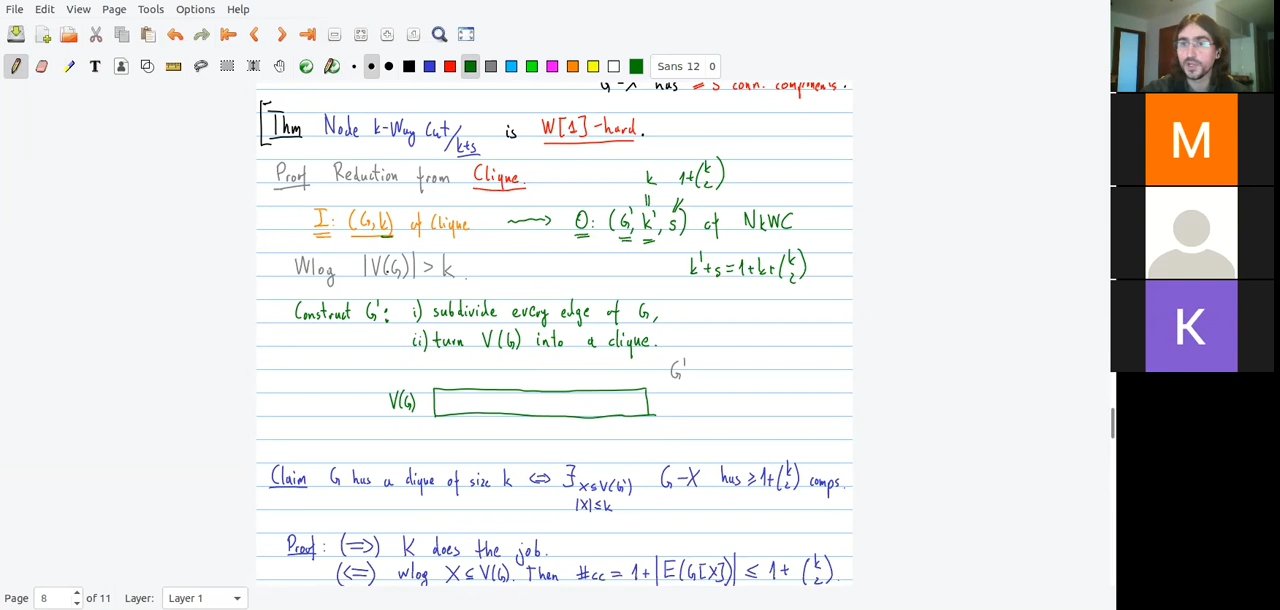 File Edit View Page Tools Options Help
Sans 12 0
G-X has = s conn. components.
Thm Node k-Way Cut/k+s is W[1]-hard.
Proof Reduction from Clique. k 1+(k 2)
I: (G,k) of Clique ⟿ O: (G', k', s) of NkWC
Wlog |V(G)| > k. k'+s = 1+k+(k 2)
Construct G': i) subdivide every edge of G,
ii) turn V(G) into a clique.
G'
V(G)
Claim G has a clique of size k ⇔ ∃ X⊆V(G') |X|≤k G-X has ≥ 1+(k 2) comps.
Proof: (⇒) K does the job.
(⇐) wlog X ⊆ V(G). Then #cc = 1+|E(G[X])| ≤ 1+(k 2).
M
K
Page 8 of 11 Layer: Layer 1